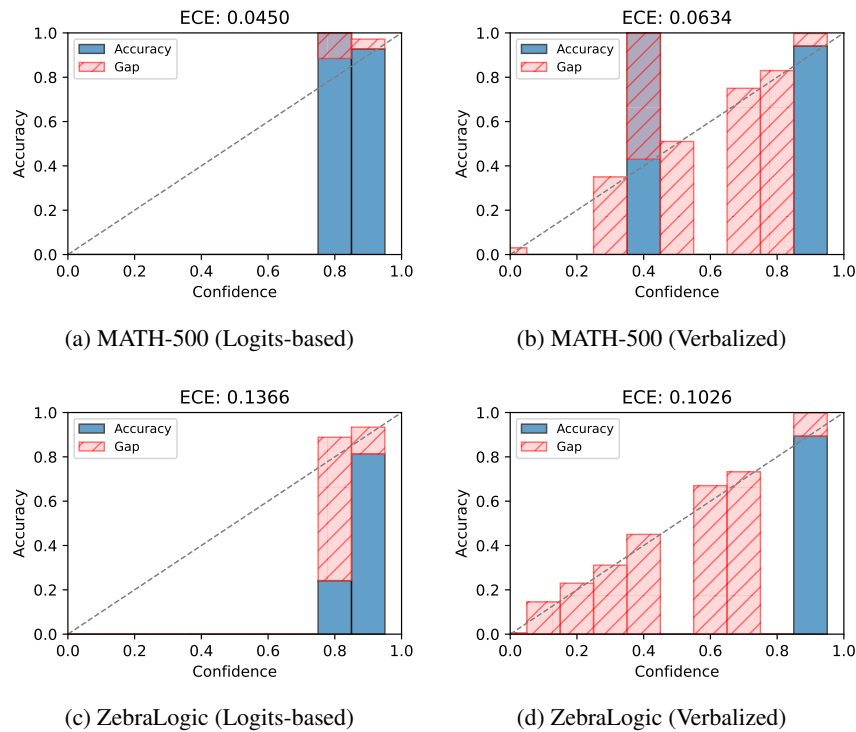 ECE: 0.0450
1.0
0.8
0.6
0.4
0.2
0.0
Accuracy
Accuracy
Gap
0.0 0.2 0.4 0.6 0.8 1.0
Confidence
(a) MATH-500 (Logits-based)
ECE: 0.0634
1.0
0.8
0.6
0.4
0.2
0.0
Accuracy
Accuracy
Gap
0.0 0.2 0.4 0.6 0.8 1.0
Confidence
(b) MATH-500 (Verbalized)
ECE: 0.1366
1.0
0.8
0.6
0.4
0.2
0.0
Accuracy
Accuracy
Gap
0.0 0.2 0.4 0.6 0.8 1.0
Confidence
(c) ZebraLogic (Logits-based)
ECE: 0.1026
1.0
0.8
0.6
0.4
0.2
0.0
Accuracy
Accuracy
Gap
0.0 0.2 0.4 0.6 0.8 1.0
Confidence
(d) ZebraLogic (Verbalized)